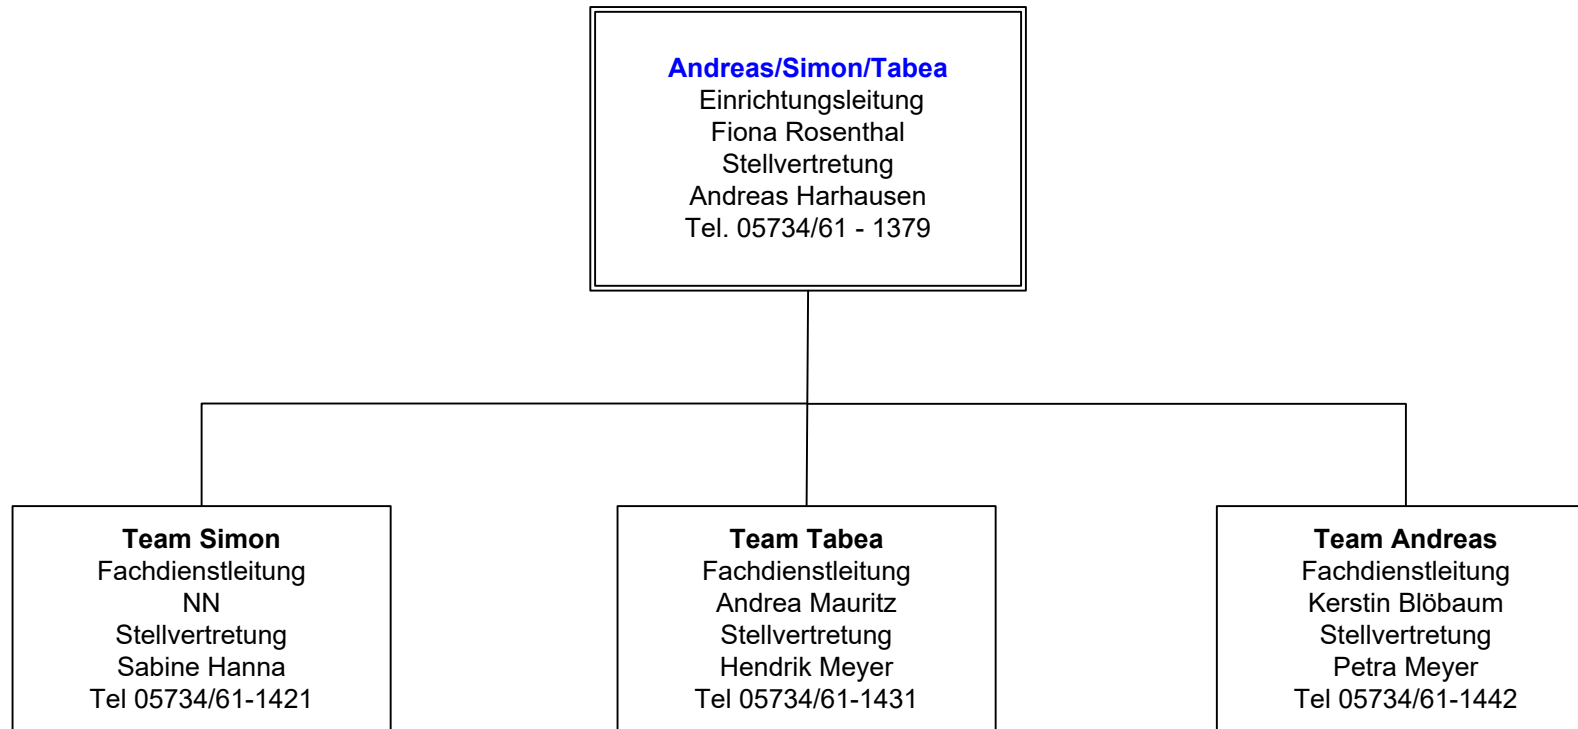 Andreas/Simon/Tabea
Einrichtungsleitung
Fiona Rosenthal
Stellvertretung
Andreas Harhausen
Tel. 05734/61 - 1379
Team Simon
Fachdienstleitung
NN
Stellvertretung
Sabine Hanna
Tel 05734/61-1421
Team Tabea
Fachdienstleitung
Andrea Mauritz
Stellvertretung
Hendrik Meyer
Tel 05734/61-1431
Team Andreas
Fachdienstleitung
Kerstin Blöbaum
Stellvertretung
Petra Meyer
Tel 05734/61-1442